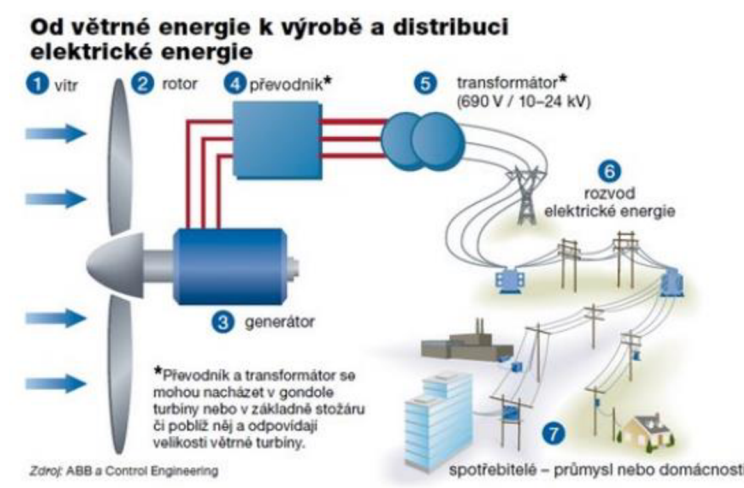 Od větrné energie k výrobě a distribuci
elektrické energie
1 vítr
2 rotor
4 převodník*
5 transformátor*
(690 V / 10–24 kV)
6
rozvod
elektrické energie
3 generátor
*Převodník a transformátor se
mohou nacházet v gondole
turbiny nebo v základně stožáru
či poblíž něj a odpovídají
velikosti větrné turbíny.
7
spotřebitelé – průmysl nebo domácnosti
Zdroj: ABB a Control Engineering